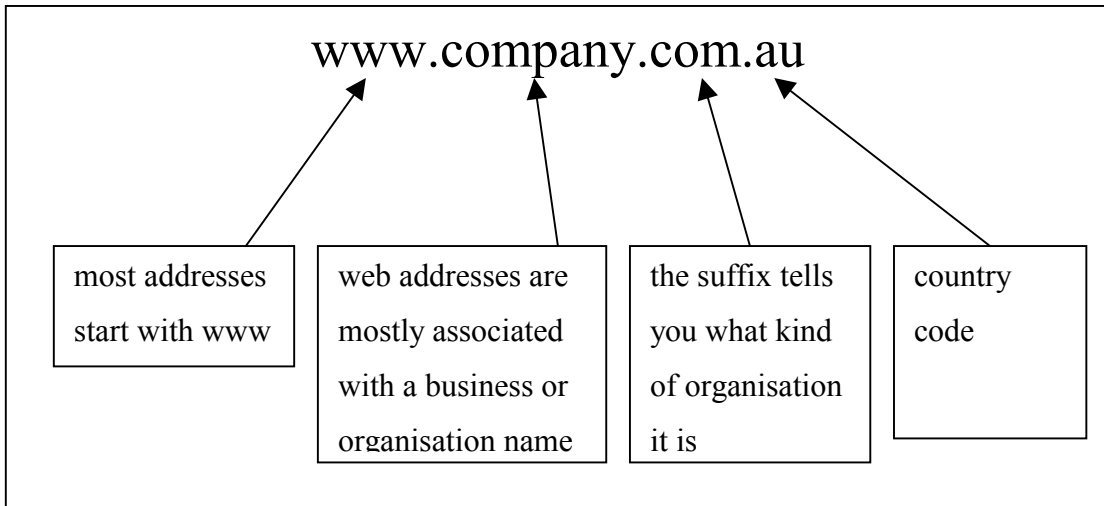 www.company.com.au
most addresses
start with www
web addresses are
mostly associated
with a business or
organisation name
the suffix tells
you what kind
of organisation
it is
country
code